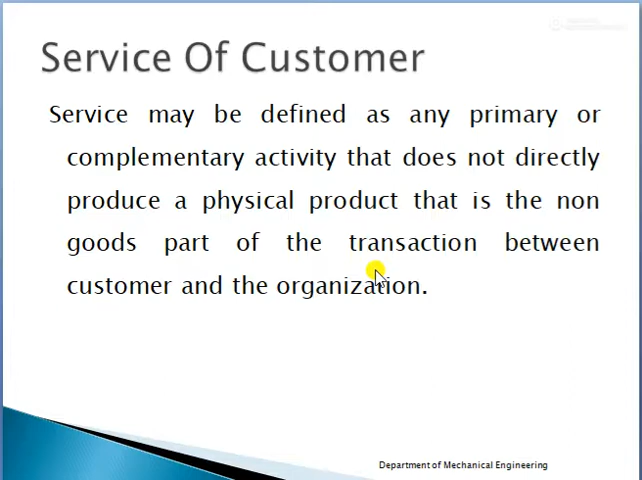 Service Of Customer
Service may be defined as any primary or
complementary activity that does not directly
produce a physical product that is the non
goods part of the transaction between
customer and the organization.
Department of Mechanical Engineering